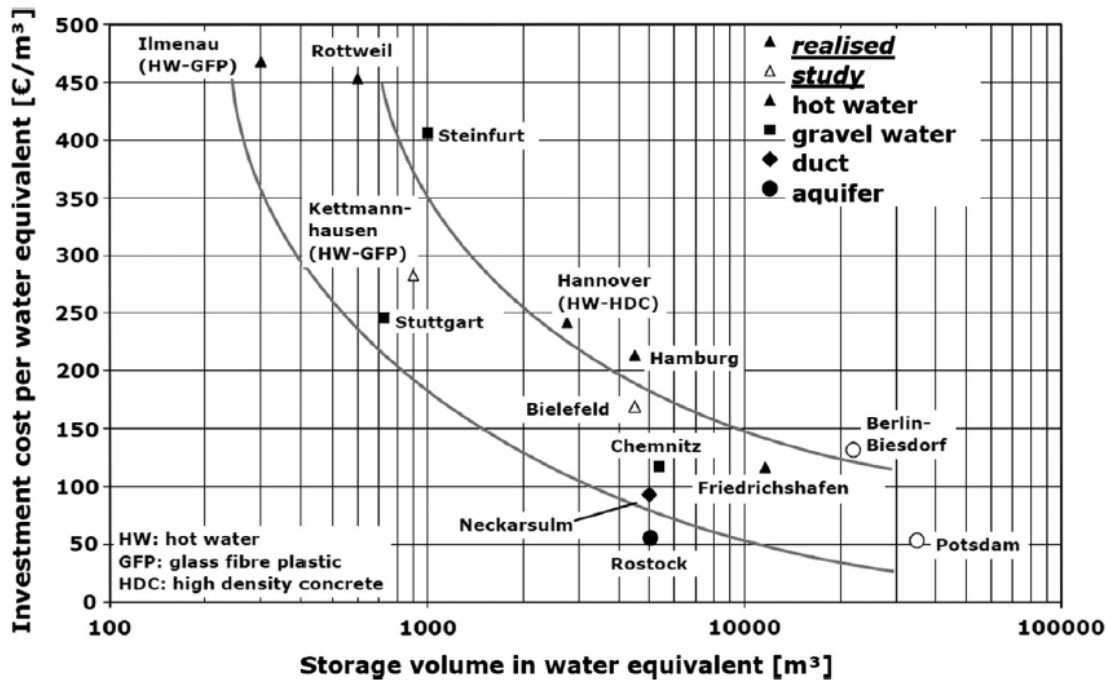 Investment cost per water equivalent [€/m³]
500
450
400
350
300
250
200
150
100
50
0
Ilmenau
(HW-GFP)
Rottweil
realised
study
hot water
gravel water
duct
aquifer
Steinfurt
Kettmann-
hausen
(HW-GFP)
Stuttgart
Hannover
(HW-HDC)
Hamburg
Bielefeld
Chemnitz
Berlin-
Biesdorf
Friedrichshafen
Neckarsulm
Rostock
Potsdam
HW: hot water
GFP: glass fibre plastic
HDC: high density concrete
100
1000
10000
100000
Storage volume in water equivalent [m³]